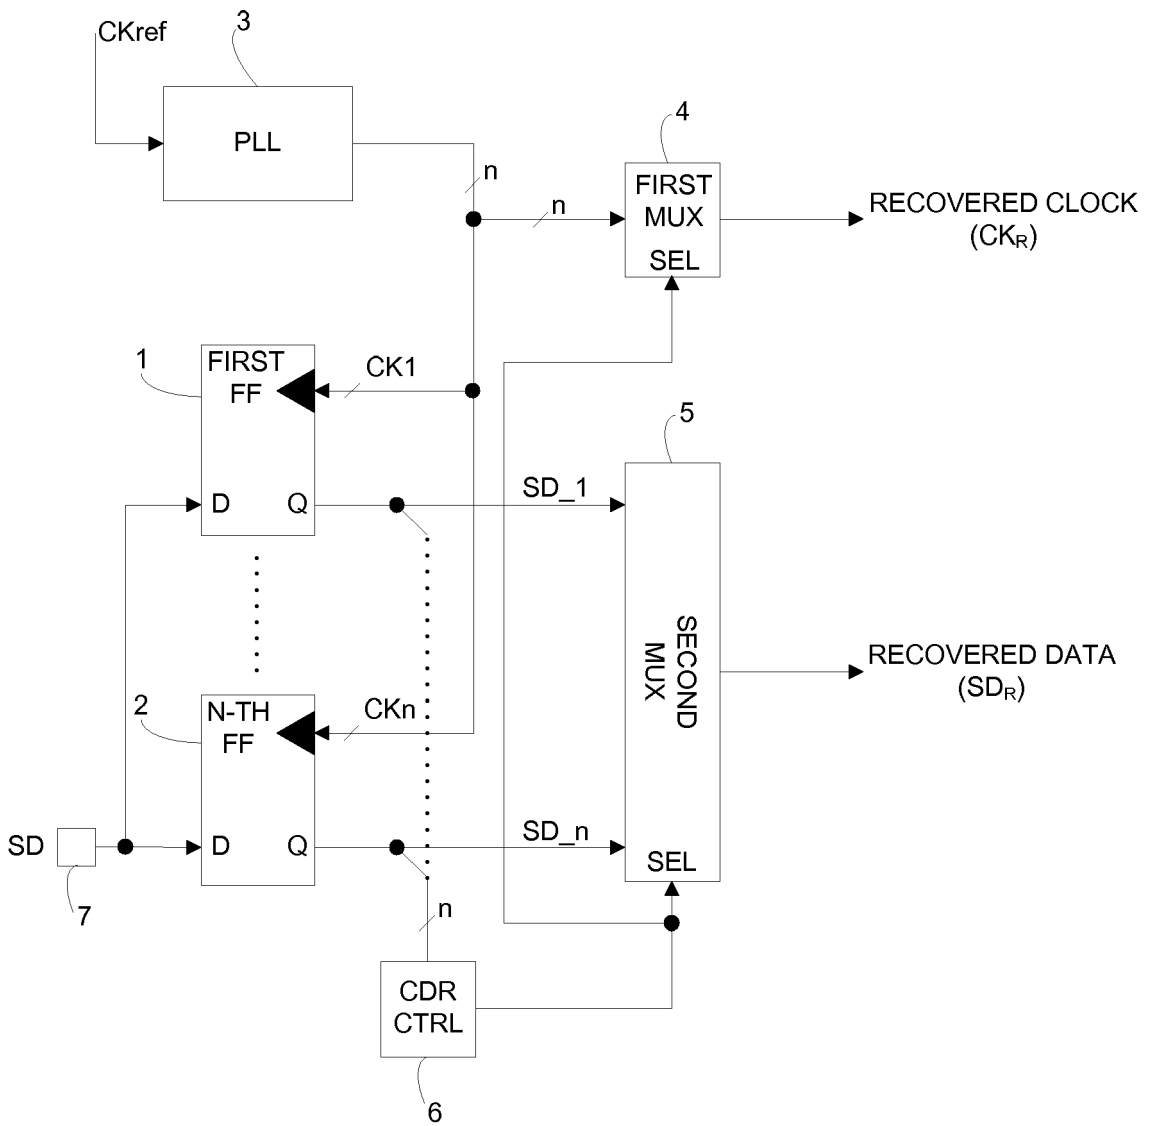 CKref
3
PLL
n
n
4
FIRST
MUX
SEL
RECOVERED CLOCK
(CKR)
1
FIRST
FF
CK1
D
Q
SD_1
5
SECOND
MUX
SEL
RECOVERED DATA
(SDR)
2
N-TH
FF
CKn
D
Q
SD_n
SD
7
n
CDR
CTRL
6